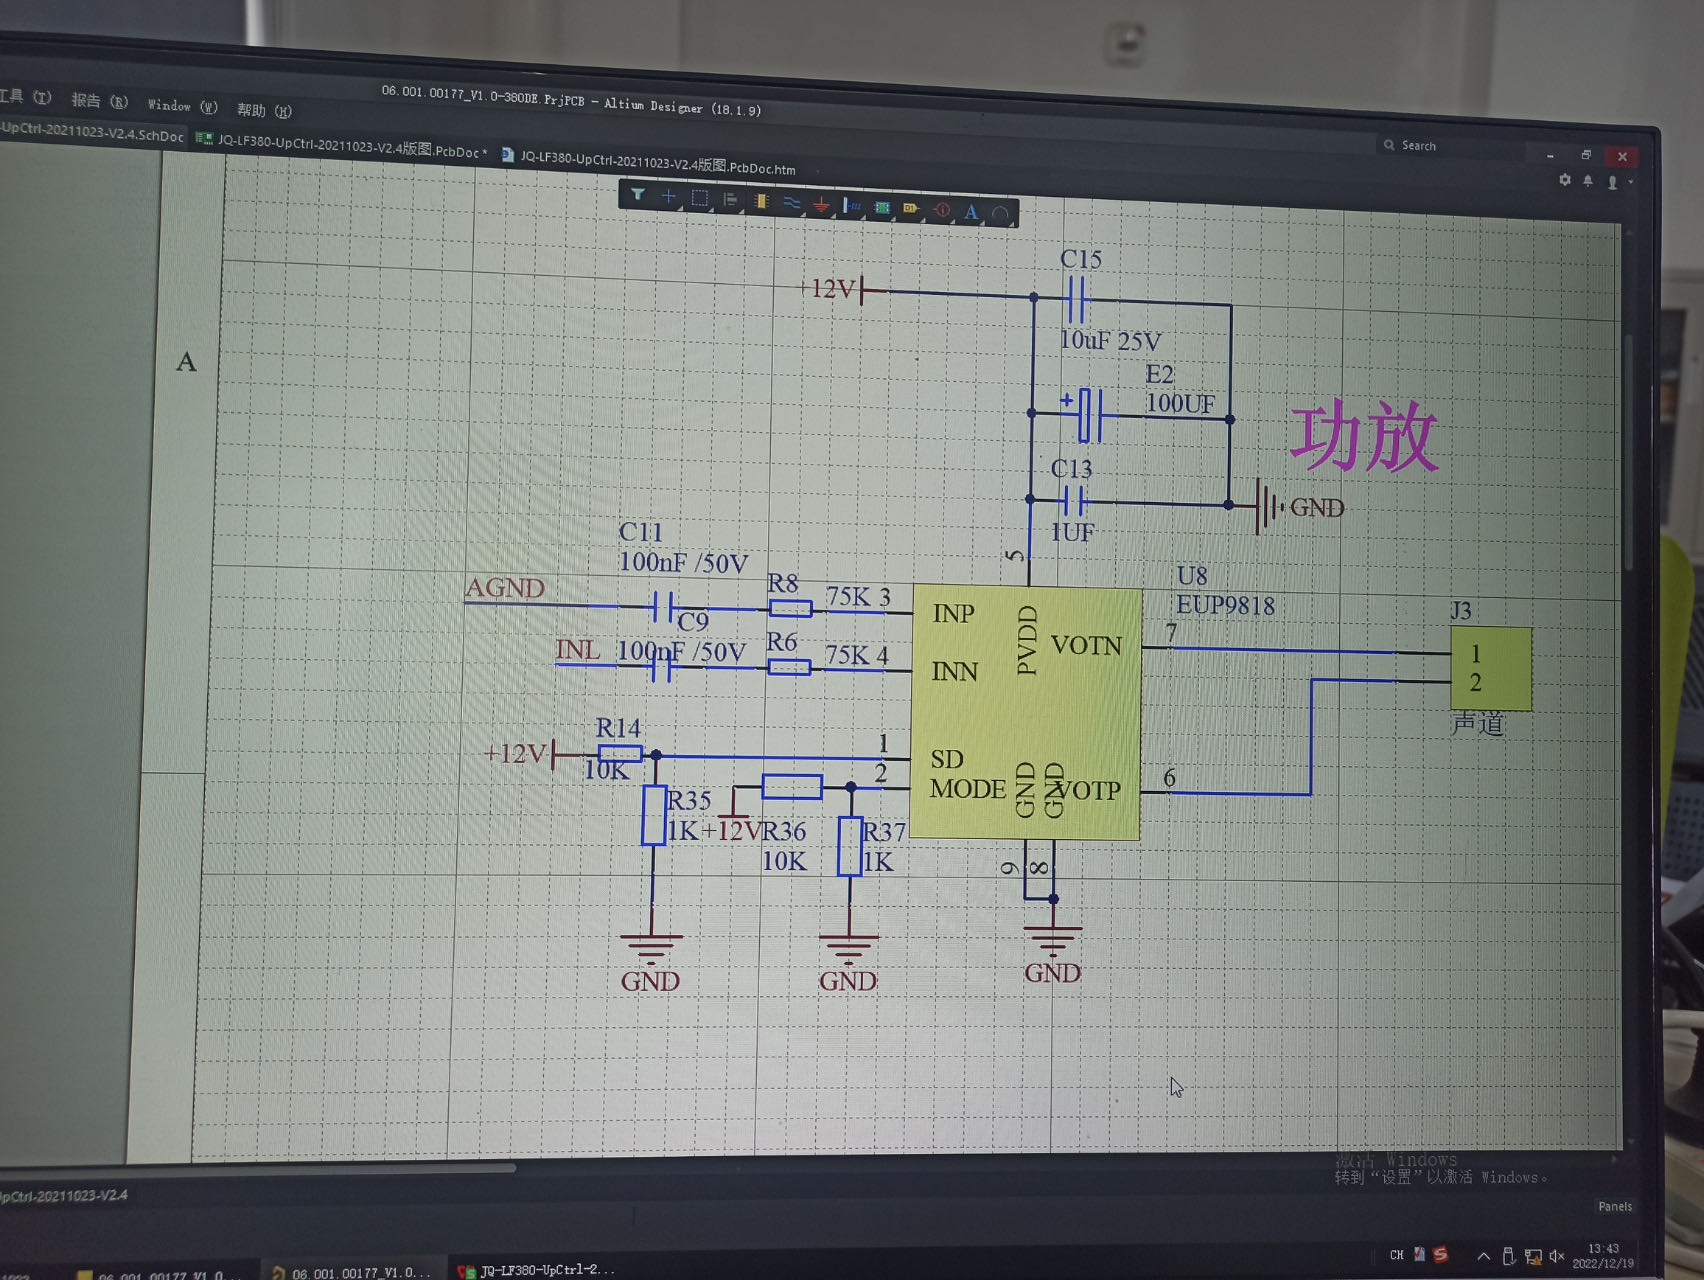 06.001.00177_V1.0-380DE.PrjPCB - Altium Designer (18.1.9)
工具 (T) 报告 (R) Window (W) 帮助 (H)
Search
-UpCtrl-20211023-V2.4.SchDoc JQ-LF380-UpCtrl-20211023-V2.4版图.PcbDoc * JQ-LF380-UpCtrl-20211023-V2.4版图.PcbDoc.htm
A
+12V
C15
10uF 25V
E2
100UF
功放
C13
1UF
GND
5
C11
100nF /50V
AGND
R8
75K 3
INP
C9
INL
100nF /50V
R6
75K 4
INN
PVDD
U8
EUP9818
VOTN
7
J3
1
2
声道
R14
+12V
10K
1
SD
2
MODE
GND
GND
VOTP
6
R35
1K
+12V
R36
10K
R37
1K
9
8
GND
GND
GND
激活 Windows
转到“设置”以激活 Windows。
UpCtrl-20211023-V2.4
Panels
06.001.00177_V1.0...
06.001.00177_V1.0...
JQ-LF380-UpCtrl-2...
CH
13:43
2022/12/19